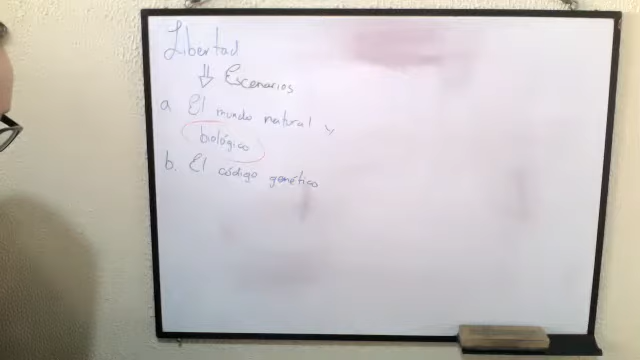 Libertad
⇓ Escenarios
a El mundo natural y
biológico
b. El código genético